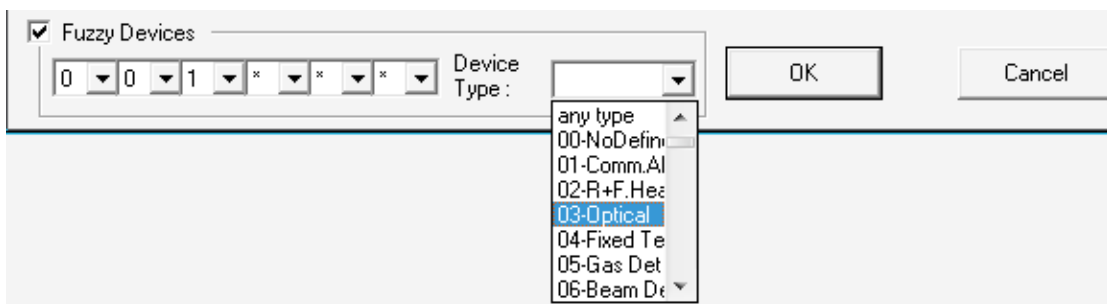 Fuzzy Devices
0 0 1 * * * Device Type : OK Cancel
any type
00-NoDefin
01-Comm.Al
02-R+F.Hea
03-Optical
04-Fixed Te
05-Gas Det
06-Beam De